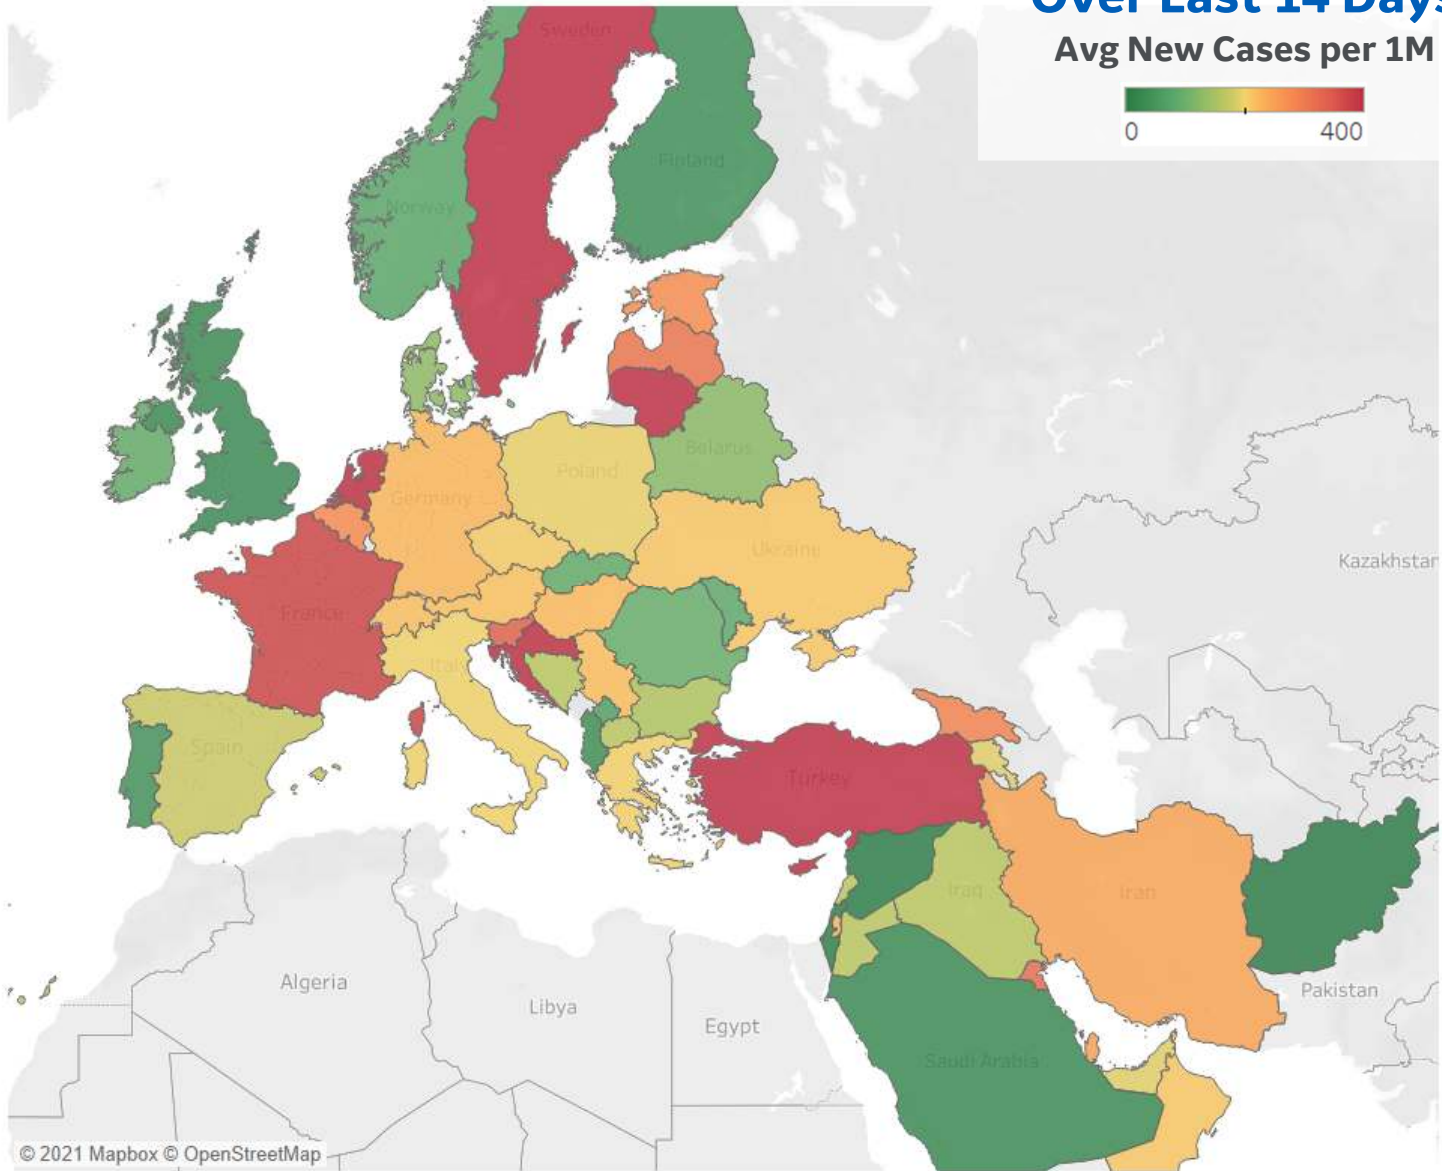 Over Last 14 Days
Avg New Cases per 1M
0 400
Sweden
Finland
Norway
Belarus
Poland
Germany
Ukraine
Kazakhstan
France
Italy
Spain
Turkey
Iraq
Iran
Algeria
Libya
Egypt
Pakistan
Saudi Arabia
© 2021 Mapbox © OpenStreetMap